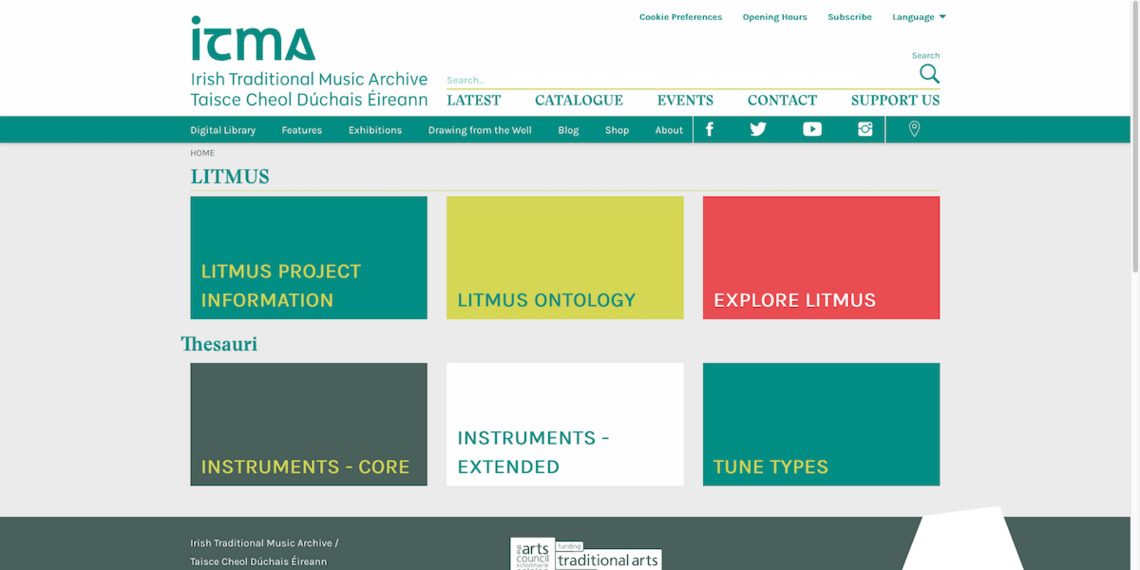 Cookie Preferences Opening Hours Subscribe Language
itma
Irish Traditional Music Archive
Taisce Cheol Dúchais Éireann
Search
Search...
LATEST CATALOGUE EVENTS CONTACT SUPPORT US
Digital Library Features Exhibitions Drawing from the Well Blog Shop About
HOME
LITMUS
LITMUS PROJECT
INFORMATION
LITMUS ONTOLOGY
EXPLORE LITMUS
Thesauri
INSTRUMENTS - CORE
INSTRUMENTS -
EXTENDED
TUNE TYPES
Irish Traditional Music Archive /
Taisce Cheol Dúchais Éireann
arts
council
funding
traditional arts